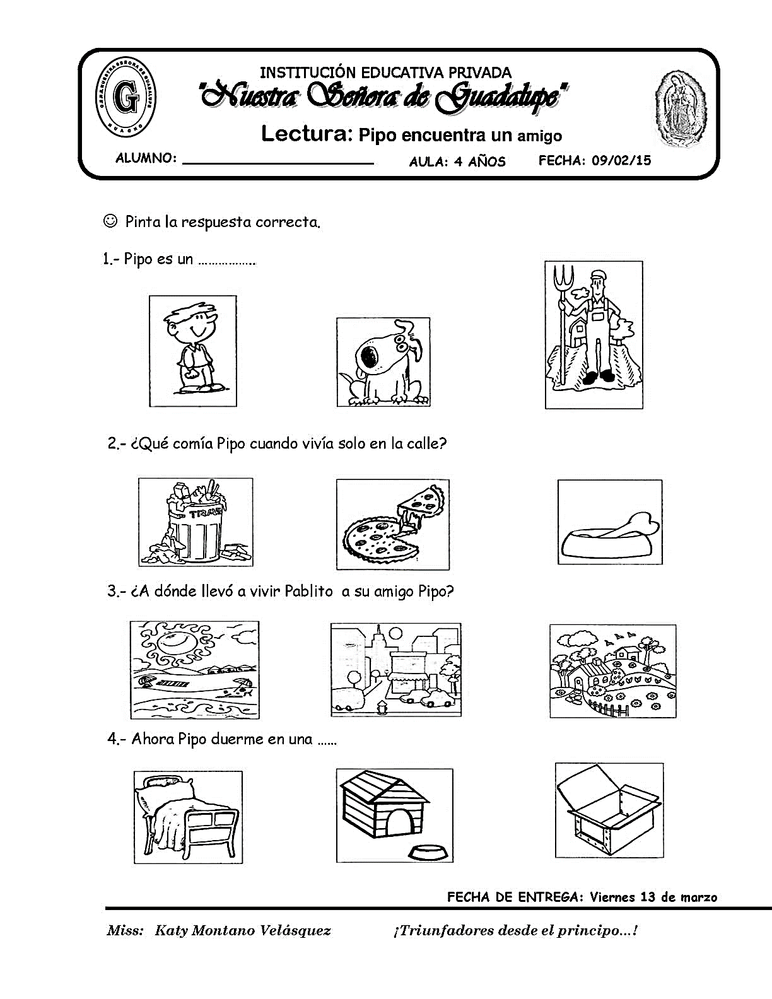 INSTITUCIÓN EDUCATIVA PRIVADA
"Nuestra Señora de Guadalupe"
Lectura: Pipo encuentra un amigo
ALUMNO: ______________________ AULA: 4 AÑOS FECHA: 09/02/15
G
HUACHO
☺ Pinta la respuesta correcta.
1.- Pipo es un ................
2.- ¿Qué comía Pipo cuando vivía solo en la calle?
3.- ¿A dónde llevó a vivir Pablito a su amigo Pipo?
4.- Ahora Pipo duerme en una ......
FECHA DE ENTREGA: Viernes 13 de marzo
Miss: Katy Montano Velásquez ¡Triunfadores desde el principo...!